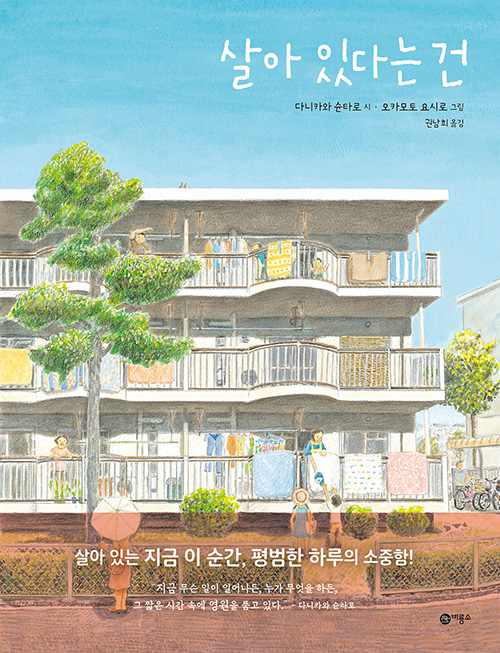 살아 있다는 건
다니카와 슌타로 시 · 오카모토 요시로 그림
권남희 옮김
살아 있는 지금 이 순간, 평범한 하루의 소중함!
지금 무슨 일이 일어나든, 누가 무엇을 하든,
그 짧은 시간 속에 영원을 품고 있다." - 다니카와 슌타로
비룡소